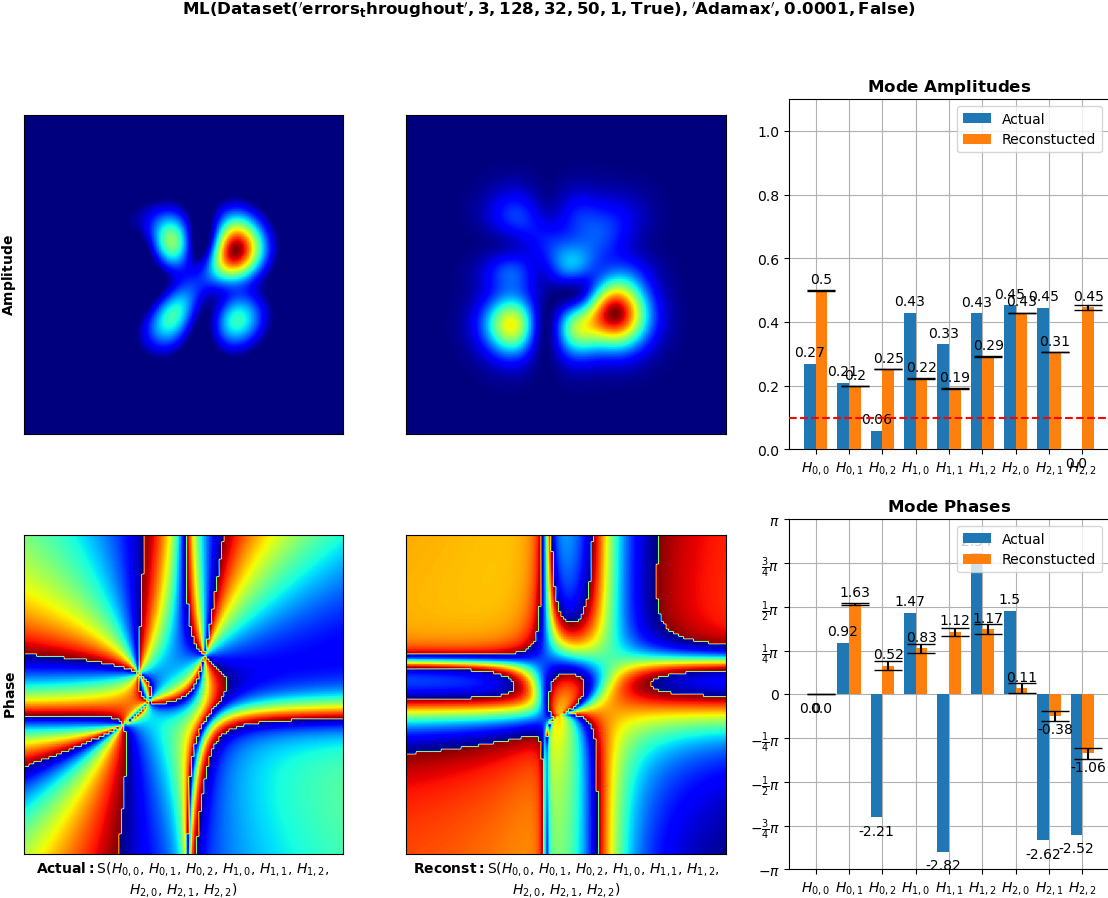 ML(Dataset('errors_throughout', 3, 128, 32, 50, 1, True), 'Adamax', 0.0001, False)
Amplitude
Mode Amplitudes
Actual
Reconstucted
1.0
0.8
0.6
0.4
0.2
0.0
0.27
0.5
0.21
0.2
0.06
0.25
0.43
0.22
0.33
0.19
0.43
0.29
0.45
0.43
0.45
0.31
0.0
0.45
H0,0 H0,1 H0,2 H1,0 H1,1 H1,2 H2,0 H2,1 H2,2
Phase
Actual: S(H0,0, H0,1, H0,2, H1,0, H1,1, H1,2,
H2,0, H2,1, H2,2)
Reconst: S(H0,0, H0,1, H0,2, H1,0, H1,1, H1,2,
H2,0, H2,1, H2,2)
Mode Phases
Actual
Reconstucted
π
3/4π
1/2π
1/4π
0
−1/4π
−1/2π
−3/4π
−π
0.0
0.0
0.92
1.63
-2.21
0.52
1.47
0.83
-2.82
1.12
1.17
1.5
0.11
-2.62
-0.38
-2.52
-1.06
H0,0 H0,1 H0,2 H1,0 H1,1 H1,2 H2,0 H2,1 H2,2